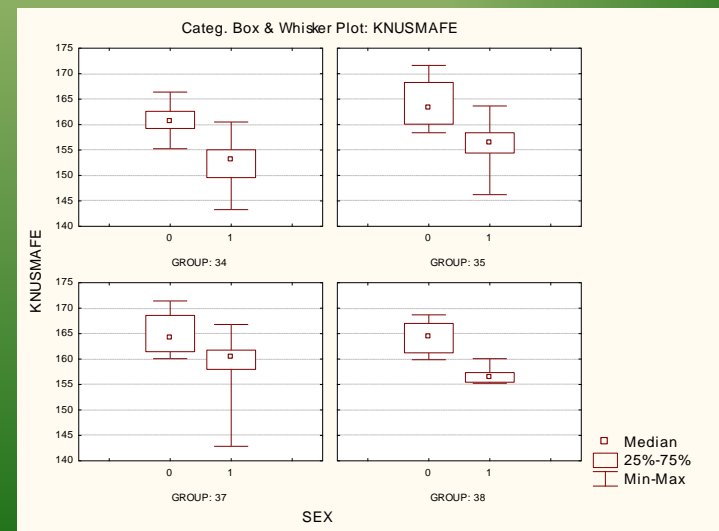 Categ. Box & Whisker Plot: KNUSMAFE
KNUSMAFE
175
170
165
160
155
150
145
140
0 1
GROUP: 34
0 1
GROUP: 35
175
170
165
160
155
150
145
140
0 1
GROUP: 37
0 1
GROUP: 38
SEX
Median
25%-75%
Min-Max